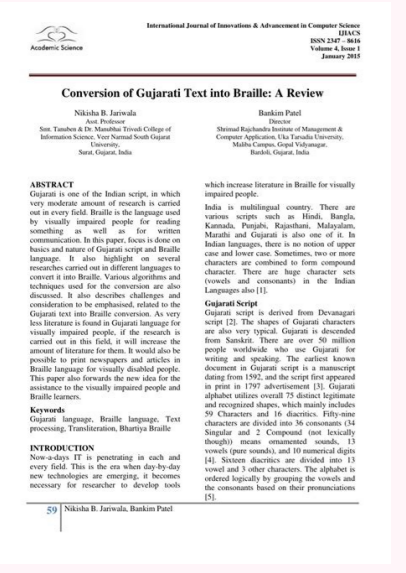 International Journal of Innovations & Advancement in Computer Science
IJIACS
ISSN 2347 – 8616
Volume 4, Issue 1
January 2015
Academic Science
Conversion of Gujarati Text into Braille: A Review
Nikisha B. Jariwala
Asst. Professor
Smt. Tanuben & Dr. Manubhai Trivedi College of
Information Science, Veer Narmad South Gujarat
University,
Surat, Gujarat, India
Bankim Patel
Director
Shrimad Rajchandra Institute of Management &
Computer Application, Uka Tarsadia University,
Maliba Campus, Gopal Vidyanagar,
Bardoli, Gujarat, India
ABSTRACT
Gujarati is one of the Indian script, in which
very moderate amount of research is carried
out in every field. Braille is the language used
by visually impaired people for reading
something as well as for written
communication. In this paper, focus is done on
basics and nature of Gujarati script and Braille
language. It also highlight on several
researches carried out in different languages to
convert it into Braille. Various algorithms and
techniques used for the conversion are also
discussed. It also describes challenges and
consideration to be emphasised, related to the
Gujarati text into Braille conversion. As very
less literature is found in Gujarati language for
visually impaired people, if the research is
carried out in this field, it will increase the
amount of literature for them. It would also be
possible to print newspapers and articles in
Braille language for visually disabled people.
This paper also forwards the new idea for the
assistance to the visually impaired people and
Braille learners.
Keywords
Gujarati language, Braille language, Text
processing, Transliteration, Bhartiya Braille
INTRODUCTION
Now-a-days IT is penetrating in each and
every field. This is the era when day-by-day
new technologies are emerging, it becomes
necessary for researcher to develop tools
which increase literature in Braille for visually
impaired people.
India is multilingual country. There are
various scripts such as Hindi, Bangla,
Kannada, Punjabi, Rajasthani, Malayalam,
Marathi and Gujarati is also one of it. In
Indian languages, there is no notion of upper
case and lower case. Sometimes, two or more
characters are combined to form compound
character. There are huge character sets
(vowels and consonants) in the Indian
Languages also [1].
Gujarati Script
Gujarati script is derived from Devanagari
script [2]. The shapes of Gujarati characters
are also very typical. Gujarati is descended
from Sanskrit. There are over 50 million
people worldwide who use Gujarati for
writing and speaking. The earliest known
document in Gujarati script is a manuscript
dating from 1592, and the script first appeared
in print in 1797 advertisement [3]. Gujarati
alphabet utilizes overall 75 distinct legitimate
and recognized shapes, which mainly includes
59 Characters and 16 diacritics. Fifty-nine
characters are divided into 36 consonants (34
Singular and 2 Compound (not lexically
though)) means ornamented sounds, 13
vowels (pure sounds), and 10 numerical digits
[4]. Sixteen diacritics are divided into 13
vowel and 3 other characters. The alphabet is
ordered logically by grouping the vowels and
the consonants based on their pronunciations
[5].
59 Nikisha B. Jariwala, Bankim Patel